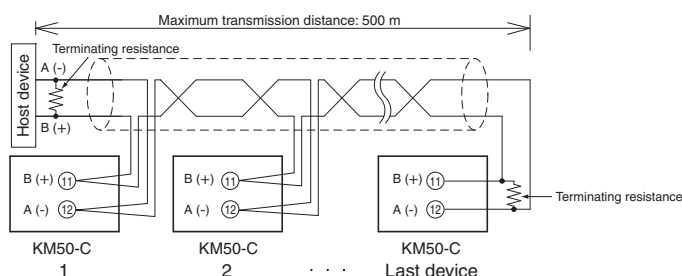 Maximum transmission distance: 500 m
Terminating resistance
Host device
A (-)
B (+)
B (+) 11
A (-) 12
KM50-C
1
B (+) 11
A (-) 12
KM50-C
2
· · ·
B (+) 11
A (-) 12
KM50-C
Last device
Terminating resistance